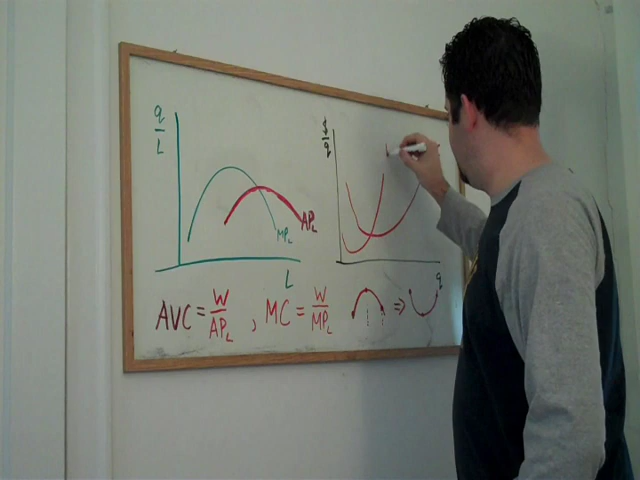 q/L
MPL
APL
L
$/q
q
AVC = W/APL , MC = W/MPL
⇒